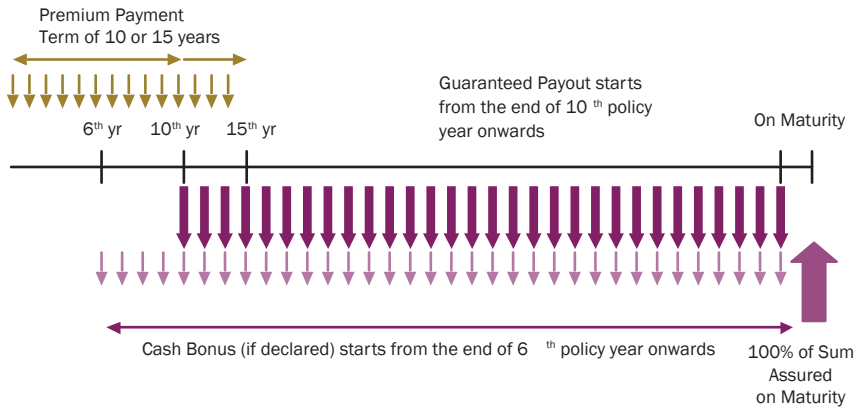 Premium Payment
Term of 10 or 15 years
Guaranteed Payout starts
from the end of 10 th policy
year onwards
On Maturity
6th yr
10th yr
15th yr
Cash Bonus (if declared) starts from the end of 6 th policy year onwards
100% of Sum
Assured
on Maturity